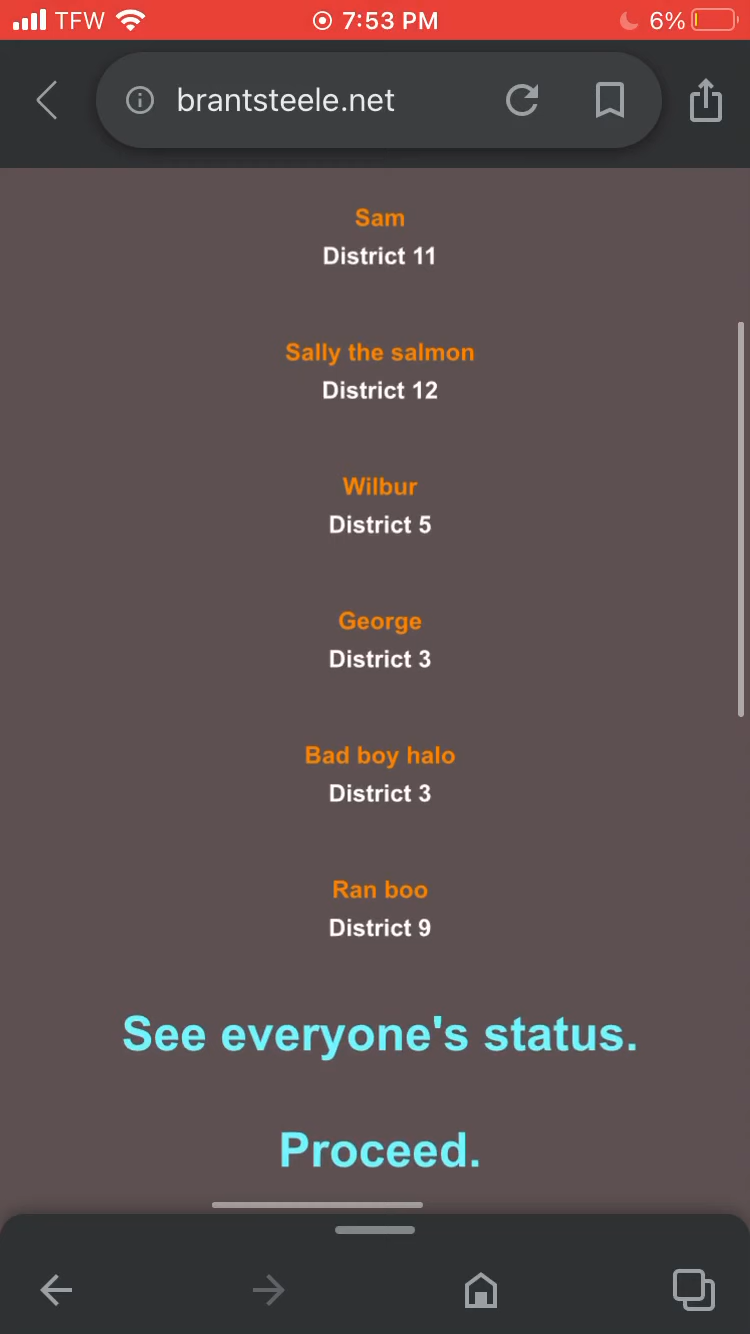 TFW 7:53 PM 6%
brantsteele.net
Sam
District 11
Sally the salmon
District 12
Wilbur
District 5
George
District 3
Bad boy halo
District 3
Ran boo
District 9
See everyone's status.
Proceed.